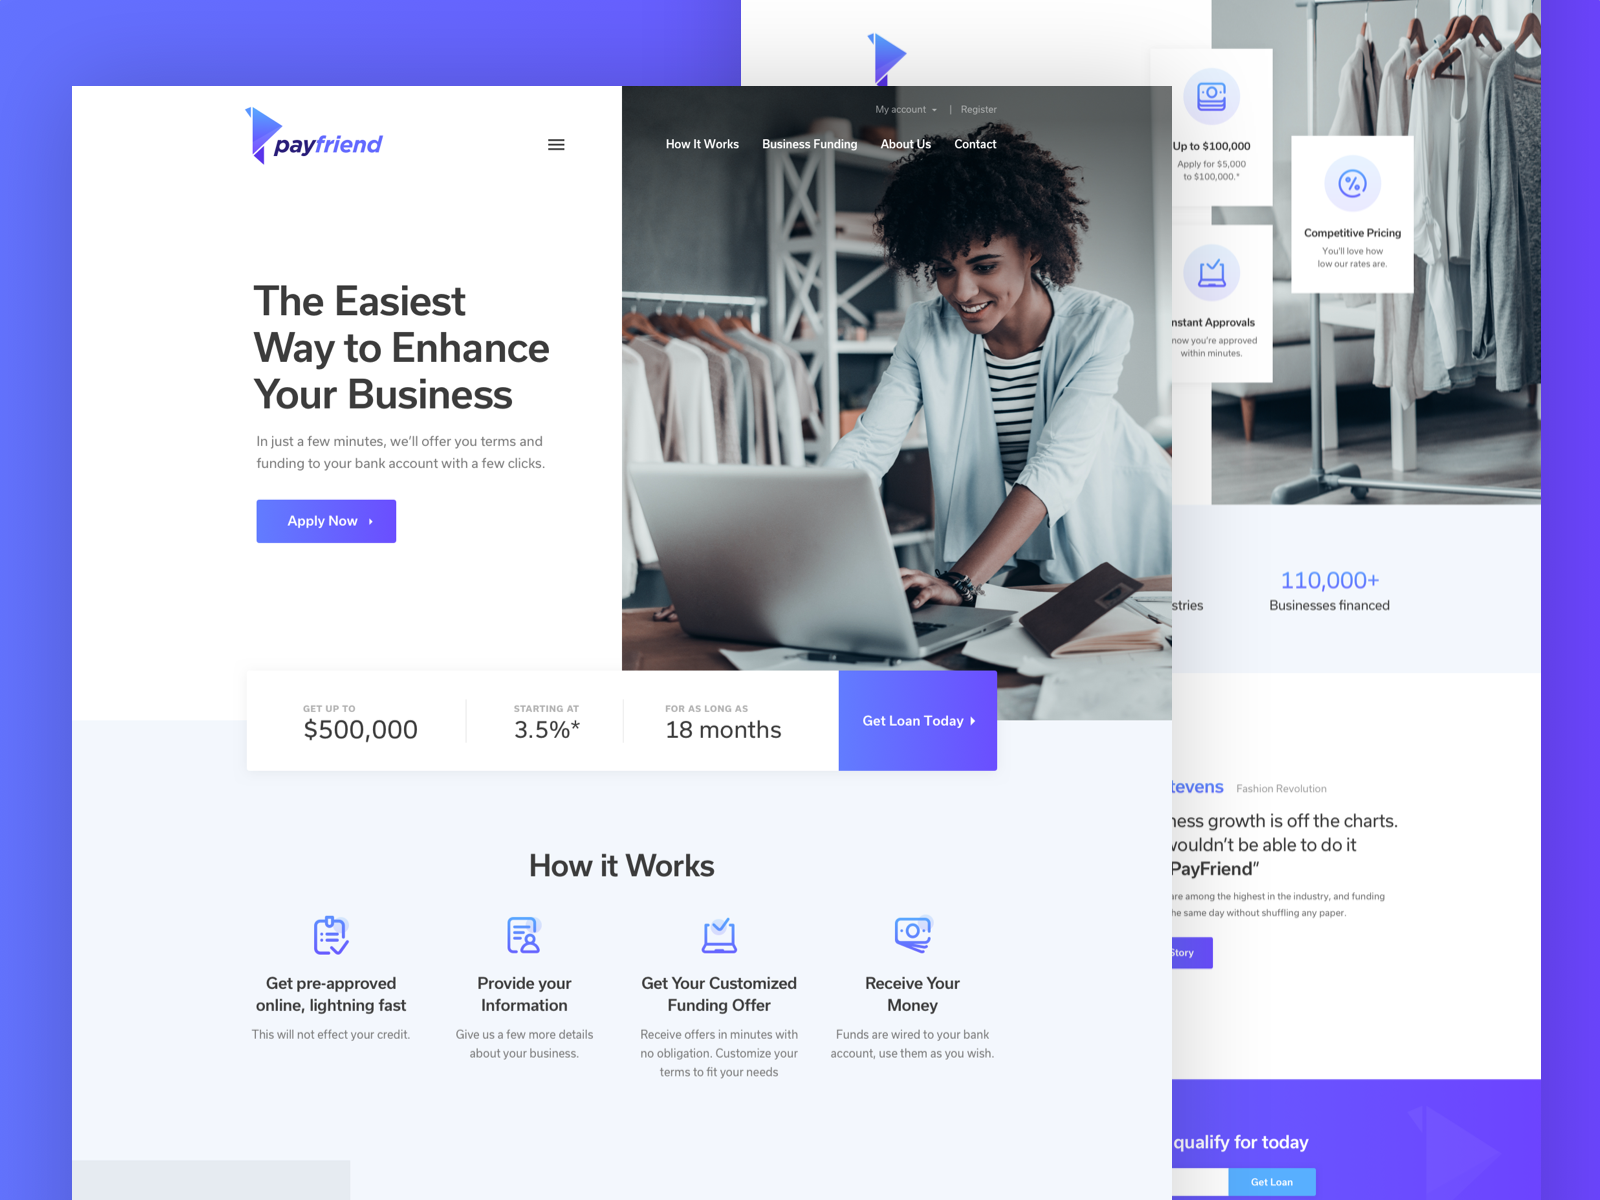 payfriend
My account | Register
How It Works Business Funding About Us Contact
The Easiest
Way to Enhance
Your Business
In just a few minutes, we'll offer you terms and
funding to your bank account with a few clicks.
Apply Now
GET UP TO
$500,000
STARTING AT
3.5%*
FOR AS LONG AS
18 months
Get Loan Today
How it Works
Get pre-approved
online, lightning fast
This will not effect your credit.
Provide your
Information
Give us a few more details
about your business.
Get Your Customized
Funding Offer
Receive offers in minutes with
no obligation. Customize your
terms to fit your needs
Receive Your
Money
Funds are wired to your bank
account, use them as you wish.
Up to $100,000
Apply for $5,000
to $100,000.*
Competitive Pricing
You'll love how
low our rates are.
nstant Approvals
now you're approved
within minutes.
stries
110,000+
Businesses financed
tevens Fashion Revolution
ness growth is off the charts.
wouldn't be able to do it
PayFriend"
are among the highest in the industry, and funding
he same day without shuffling any paper.
Story
qualify for today
Get Loan